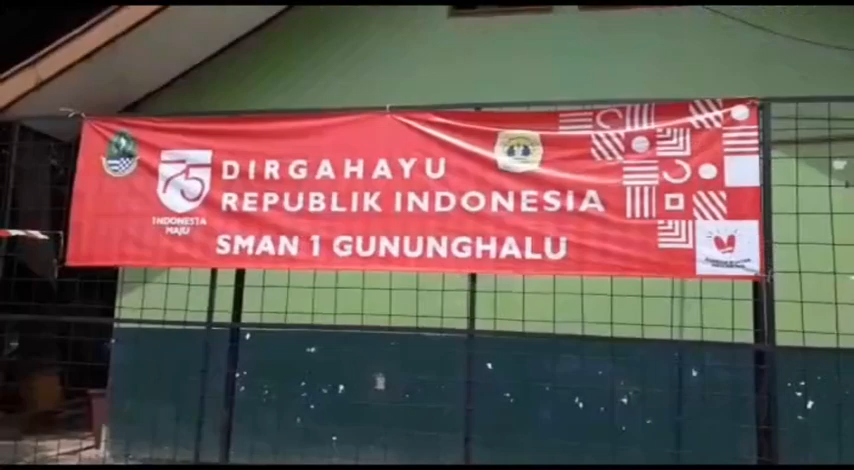 75
INDONESIA
MAJU
DIRGAHAYU
REPUBLIK INDONESIA
SMAN 1 GUNUNGHALU